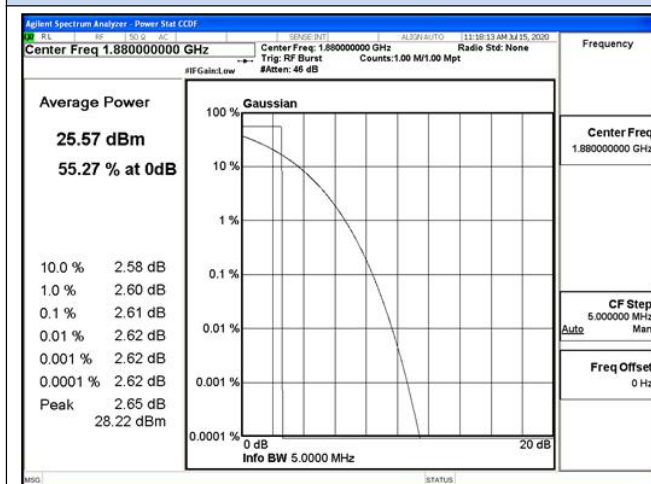 Agilent Spectrum Analyzer - Power Stat CCDF
RL RF 50 Ω AC SENSE:INT ALIGN AUTO 11:18:13 AM Jul 15, 2020
Center Freq 1.880000000 GHz
Center Freq: 1.880000000 GHz Radio Std: None
Trig: RF Burst Counts:1.00 M/1.00 Mpt
#IFGain:Low #Atten: 46 dB
Frequency
Average Power
25.57 dBm
55.27 % at 0dB
10.0 % 2.58 dB
1.0 % 2.60 dB
0.1 % 2.61 dB
0.01 % 2.62 dB
0.001 % 2.62 dB
0.0001 % 2.62 dB
Peak 2.65 dB
28.22 dBm
Gaussian
100 %
10 %
1 %
0.1 %
0.01 %
0.001 %
0.0001 %
0 dB 20 dB
Info BW 5.0000 MHz
Center Freq
1.880000000 GHz
CF Step
5.000000 MHz
Auto Man
Freq Offset
0 Hz
MSG STATUS